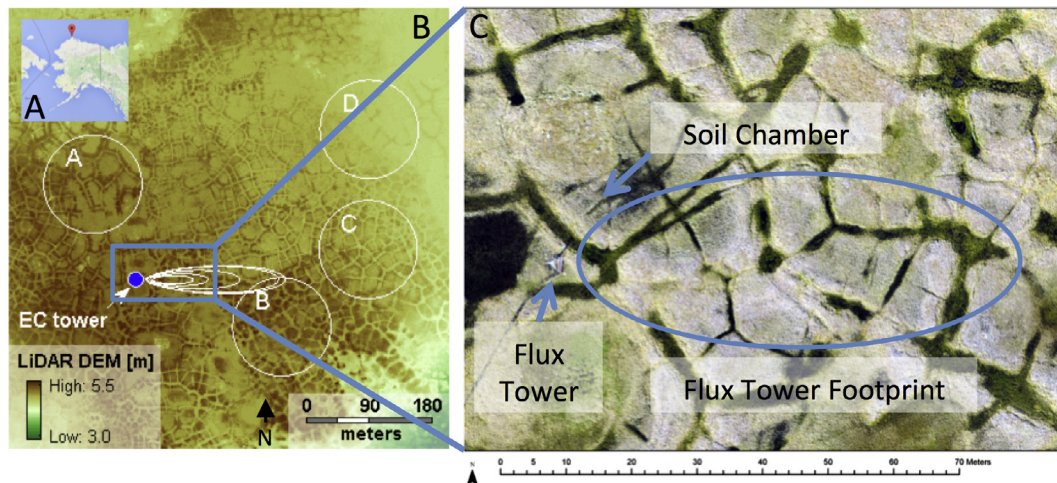 A
B
C
A
D
C
B
EC tower
LiDAR DEM [m]
High: 5.5
Low: 3.0
N
0 90 180
meters
Soil Chamber
Flux
Tower
Flux Tower Footprint
N
0 10 20 30 40 50 60 70 Meters